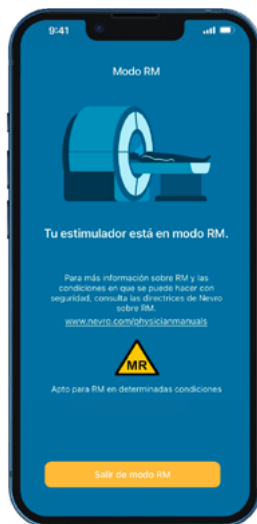 9:41
Modo RM
Tu estimulador está en modo RM.
Para más información sobre RM y las
condiciones en que se puede hacer con
seguridad, consulta las directrices de Nevro
sobre RM.
www.nevro.com/physicianmanuals
MR
Apto para RM en determinadas condiciones
Salir de modo RM